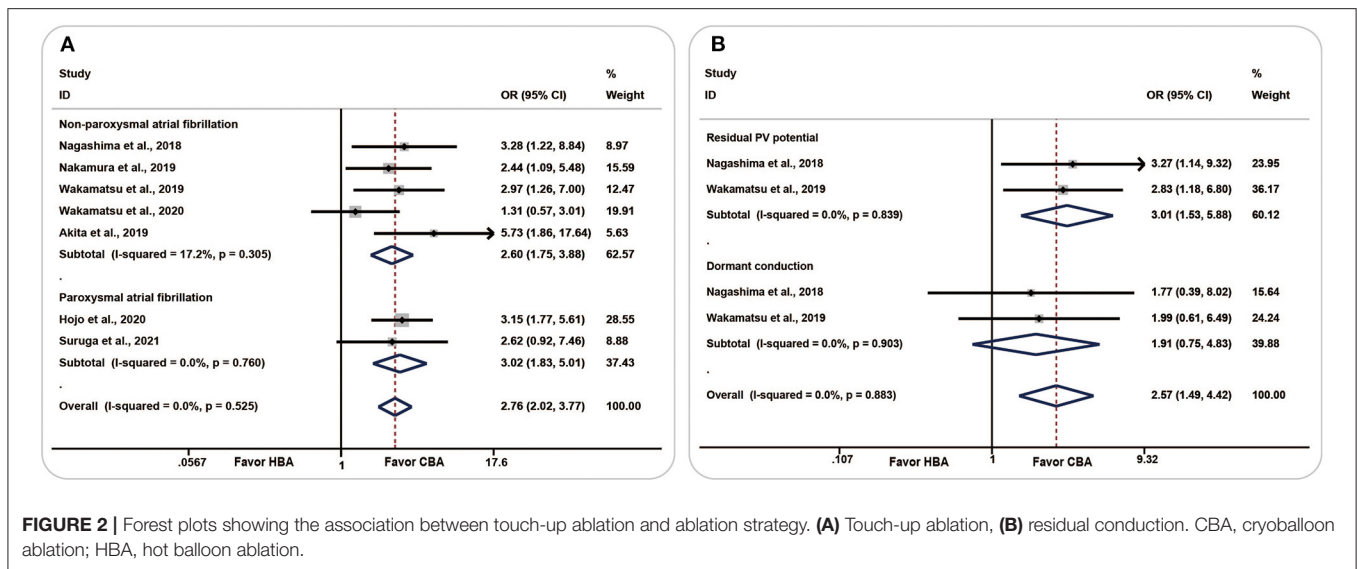 A
Study %
ID OR (95% CI) Weight
Non-paroxysmal atrial fibrillation
Nagashima et al., 2018 3.28 (1.22, 8.84) 8.97
Nakamura et al., 2019 2.44 (1.09, 5.48) 15.59
Wakamatsu et al., 2019 2.97 (1.26, 7.00) 12.47
Wakamatsu et al., 2020 1.31 (0.57, 3.01) 19.91
Akita et al., 2019 5.73 (1.86, 17.64) 5.63
Subtotal (I-squared = 17.2%, p = 0.305) 2.60 (1.75, 3.88) 62.57
.
Paroxysmal atrial fibrillation
Hojo et al., 2020 3.15 (1.77, 5.61) 28.55
Suruga et al., 2021 2.62 (0.92, 7.46) 8.88
Subtotal (I-squared = 0.0%, p = 0.760) 3.02 (1.83, 5.01) 37.43
.
Overall (I-squared = 0.0%, p = 0.525) 2.76 (2.02, 3.77) 100.00
.0567 Favor HBA 1 Favor CBA 17.6
B
Study %
ID OR (95% CI) Weight
Residual PV potential
Nagashima et al., 2018 3.27 (1.14, 9.32) 23.95
Wakamatsu et al., 2019 2.83 (1.18, 6.80) 36.17
Subtotal (I-squared = 0.0%, p = 0.839) 3.01 (1.53, 5.88) 60.12
.
Dormant conduction
Nagashima et al., 2018 1.77 (0.39, 8.02) 15.64
Wakamatsu et al., 2019 1.99 (0.61, 6.49) 24.24
Subtotal (I-squared = 0.0%, p = 0.903) 1.91 (0.75, 4.83) 39.88
.
Overall (I-squared = 0.0%, p = 0.883) 2.57 (1.49, 4.42) 100.00
.107 Favor HBA 1 Favor CBA 9.32
FIGURE 2 | Forest plots showing the association between touch-up ablation and ablation strategy. (A) Touch-up ablation, (B) residual conduction. CBA, cryoballoon
ablation; HBA, hot balloon ablation.